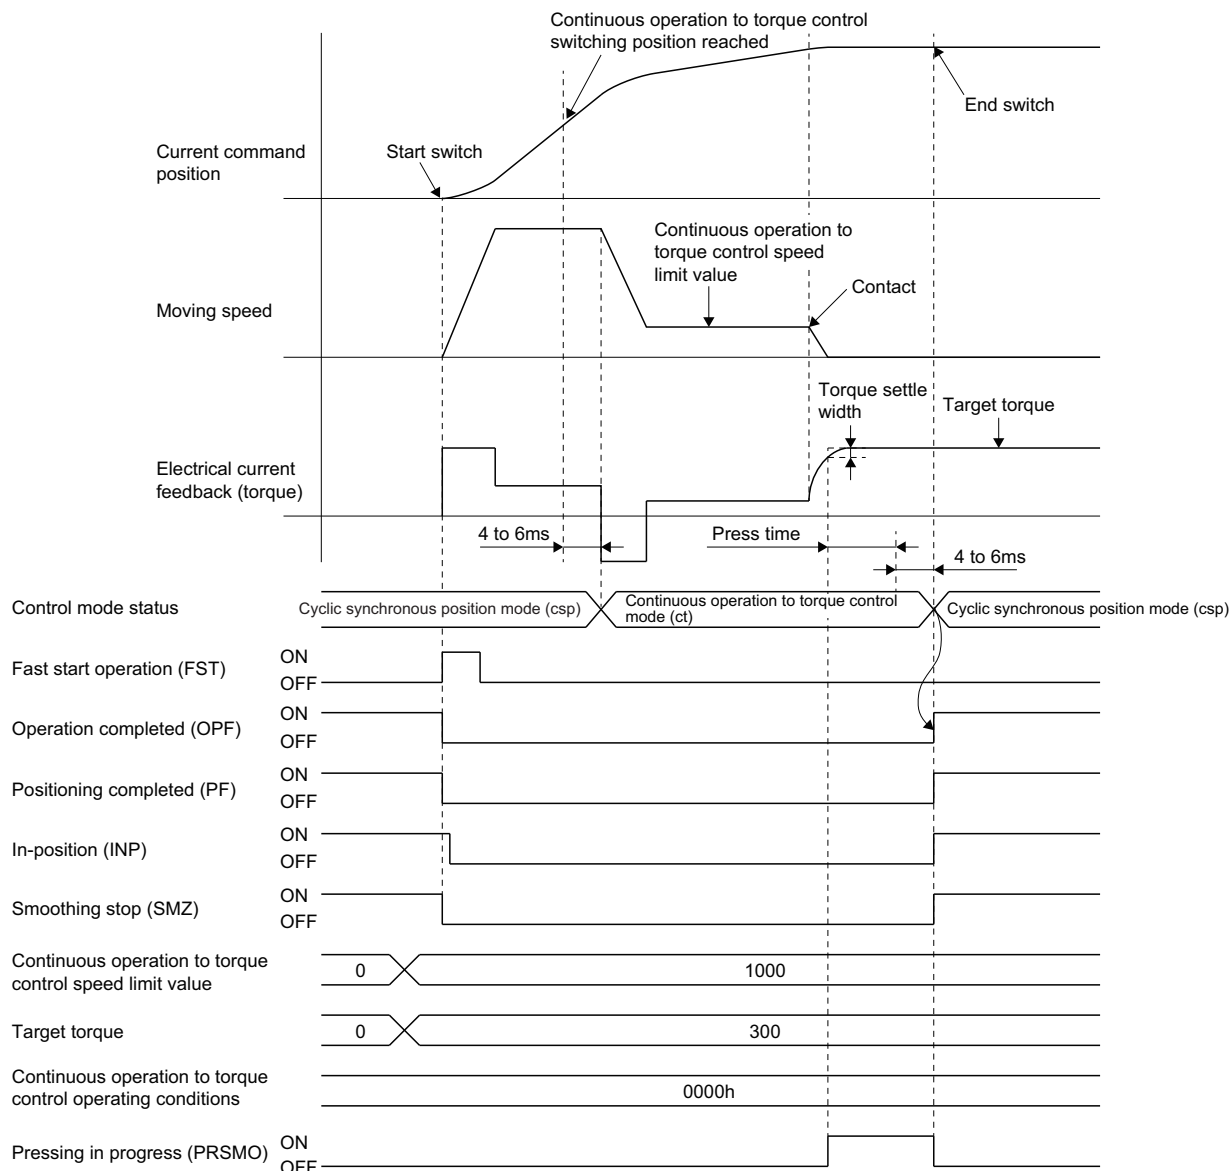 Continuous operation to torque control
switching position reached
End switch
Current command
position
Start switch
Continuous operation to
torque control speed
limit value
Contact
Moving speed
Torque settle
width
Target torque
Electrical current
feedback (torque)
4 to 6ms
Press time
4 to 6ms
Control mode status
Cyclic synchronous position mode (csp)
Continuous operation to torque control
mode (ct)
Cyclic synchronous position mode (csp)
Fast start operation (FST)
ON
OFF
Operation completed (OPF)
ON
OFF
Positioning completed (PF)
ON
OFF
In-position (INP)
ON
OFF
Smoothing stop (SMZ)
ON
OFF
Continuous operation to torque
control speed limit value
0
1000
Target torque
0
300
Continuous operation to torque
control operating conditions
0000h
Pressing in progress (PRSMO)
ON
OFF